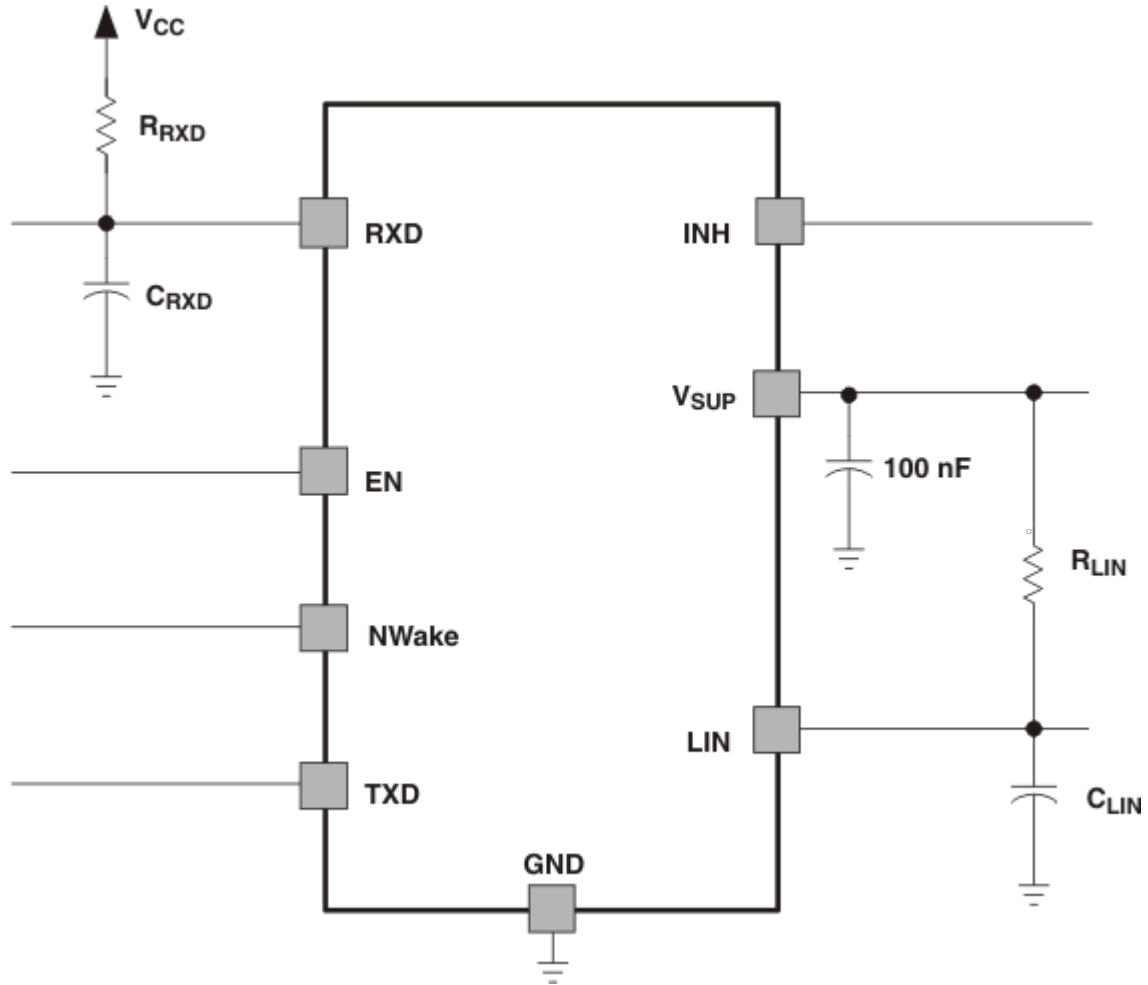 VCC
RRXD
RXD
INH
CRXD
VSUP
100 nF
EN
RLIN
NWake
LIN
TXD
CLIN
GND